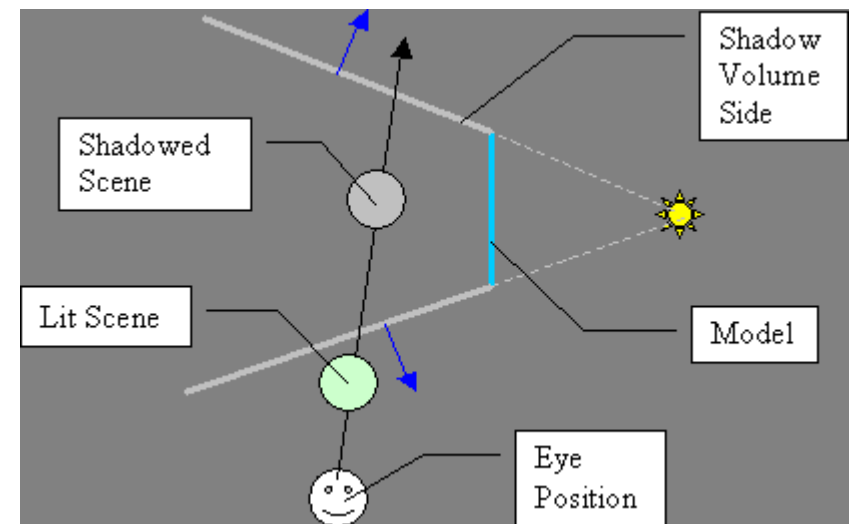 Shadow
Volume
Side
Shadowed
Scene
Lit Scene
Model
Eye
Position